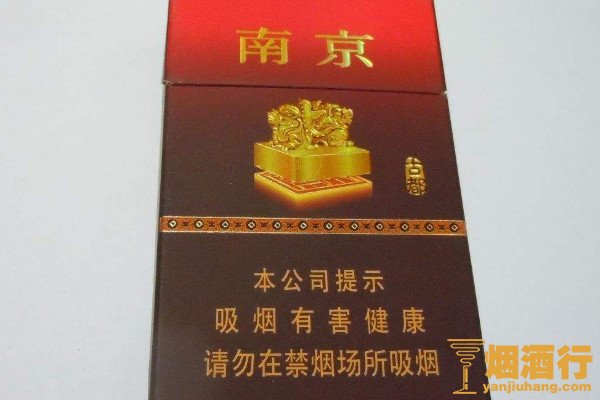 南京
古都
本公司提示
吸烟有害健康
请勿在禁烟场所吸烟
烟酒行
yanjiuhang.com